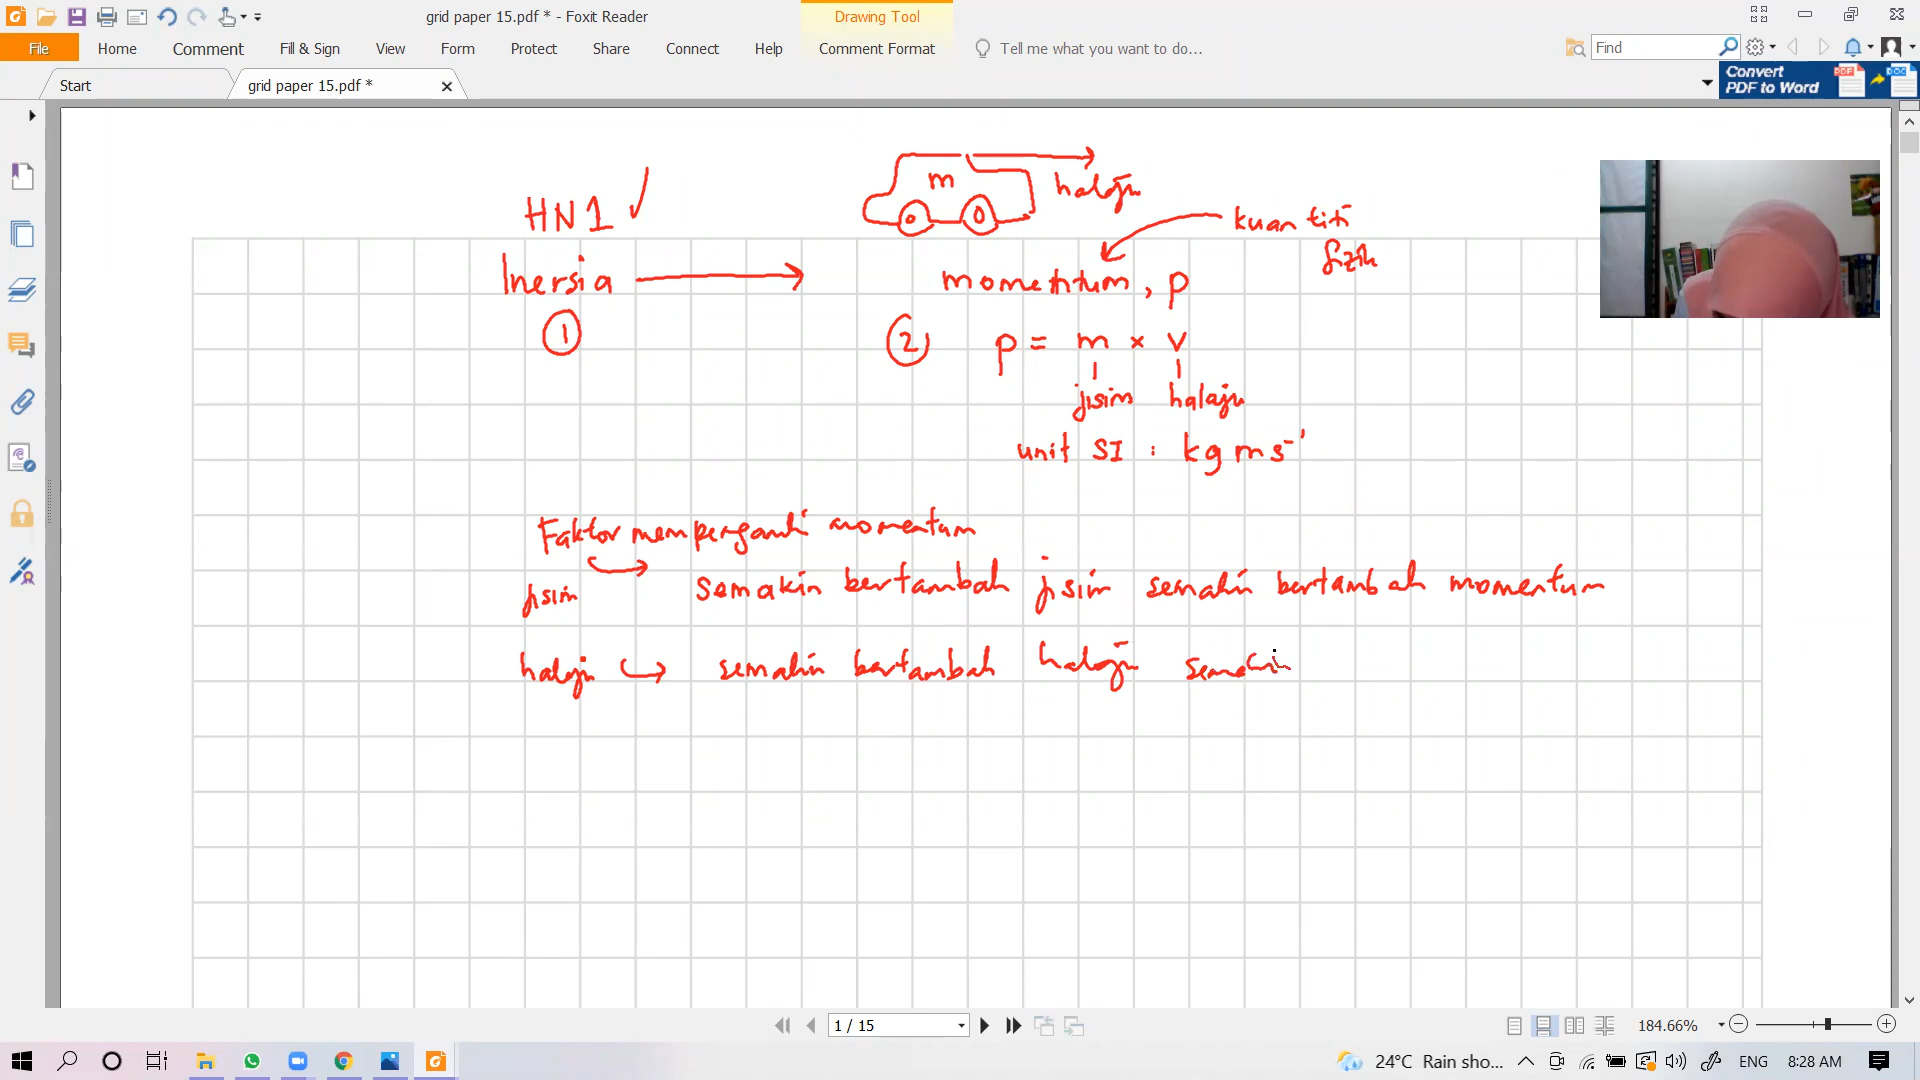 grid paper 15.pdf * - Foxit Reader
Drawing Tool
File Home Comment Fill & Sign View Form Protect Share Connect Help Comment Format Tell me what you want to do... Find
Start grid paper 15.pdf *
Convert PDF to Word
HN1 ✓
m
halaju
kuantiti
fizik
Inersia → momentum, p
① 
② p = m × v
jisim halaju
unit SI : kg m s⁻¹
Faktor mempengaruhi momentum
jisim → semakin bertambah jisim semakin bertambah momentum
halaju → semakin bertambah halaju semakin
1 / 15
184.66%
24°C Rain sho... ENG 8:28 AM